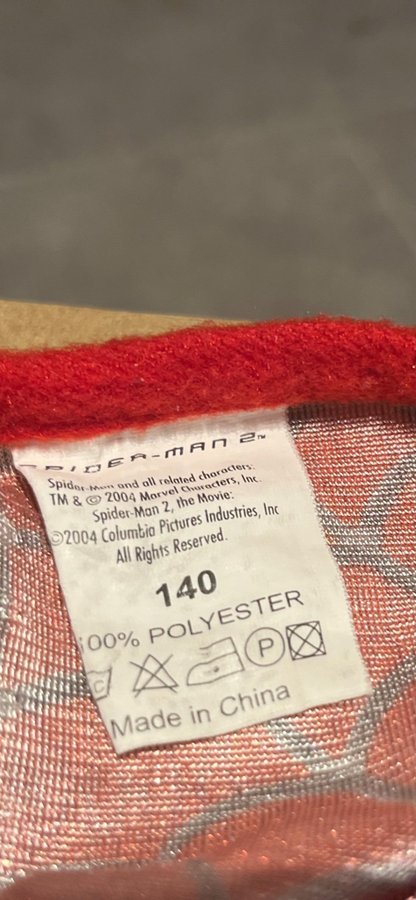 SPIDER-MAN 2™
Spider-Man and all related characters:
TM & © 2004 Marvel Characters, Inc.
Spider-Man 2, the Movie:
©2004 Columbia Pictures Industries, Inc
All Rights Reserved.
140
100% POLYESTER
P
Made in China